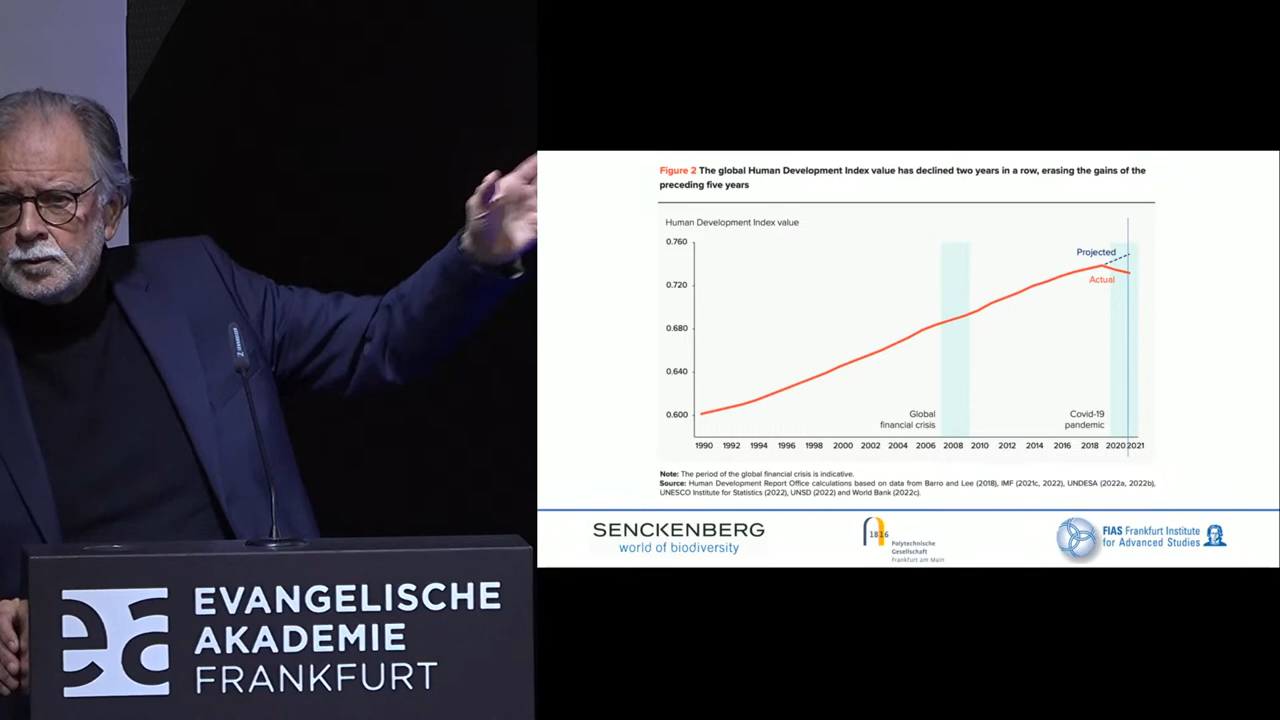 Figure 2 The global Human Development Index value has declined two years in a row, erasing the gains of the
preceding five years
Human Development Index value
0.760
0.720
0.680
0.640
0.600
Projected
Actual
Global
financial crisis
Covid-19
pandemic
1990 1992 1994 1996 1998 2000 2002 2004 2006 2008 2010 2012 2014 2016 2018 2020 2021
Note: The period of the global financial crisis is indicative.
Source: Human Development Report Office calculations based on data from Barro and Lee (2018), IMF (2021c, 2022), UNDESA (2022a, 2022b),
UNESCO Institute for Statistics (2022), UNSD (2022) and World Bank (2022c).
SENCKENBERG
world of biodiversity
1816
Polytechnische
Gesellschaft
Frankfurt am Main
FIAS Frankfurt Institute
for Advanced Studies
ea
EVANGELISCHE
AKADEMIE
FRANKFURT